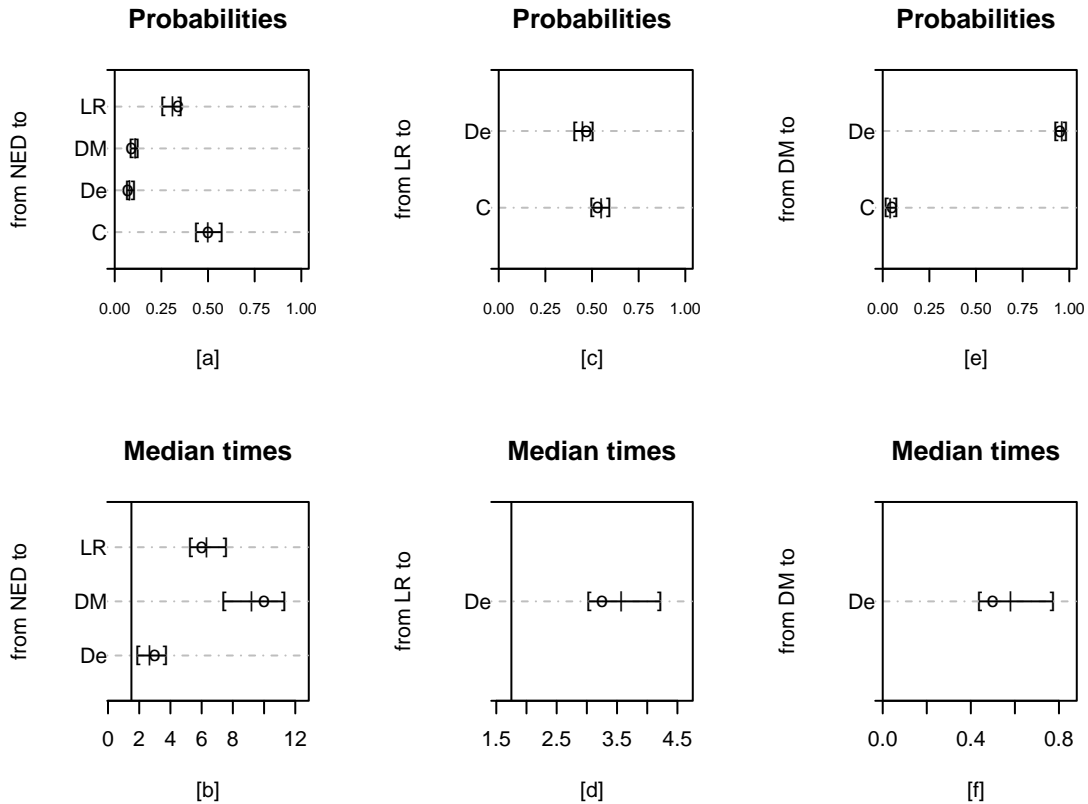 Probabilities
from NED to
LR
DM
De
C
0.00 0.25 0.50 0.75 1.00
[a]
Probabilities
from LR to
De
C
0.00 0.25 0.50 0.75 1.00
[c]
Probabilities
from DM to
De
C
0.00 0.25 0.50 0.75 1.00
[e]
Median times
from NED to
LR
DM
De
0 2 4 6 8 12
[b]
Median times
from LR to
De
1.5 2.5 3.5 4.5
[d]
Median times
from DM to
De
0.0 0.4 0.8
[f]